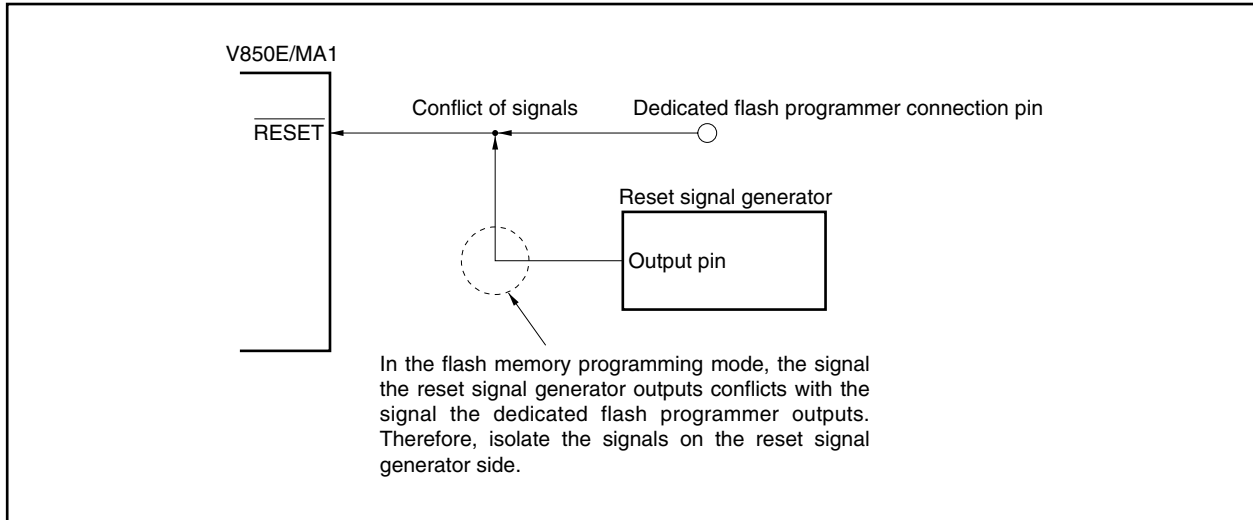 V850E/MA1
Conflict of signals
Dedicated flash programmer connection pin
RESET
Reset signal generator
Output pin
In the flash memory programming mode, the signal
the reset signal generator outputs conflicts with the
signal the dedicated flash programmer outputs.
Therefore, isolate the signals on the reset signal
generator side.